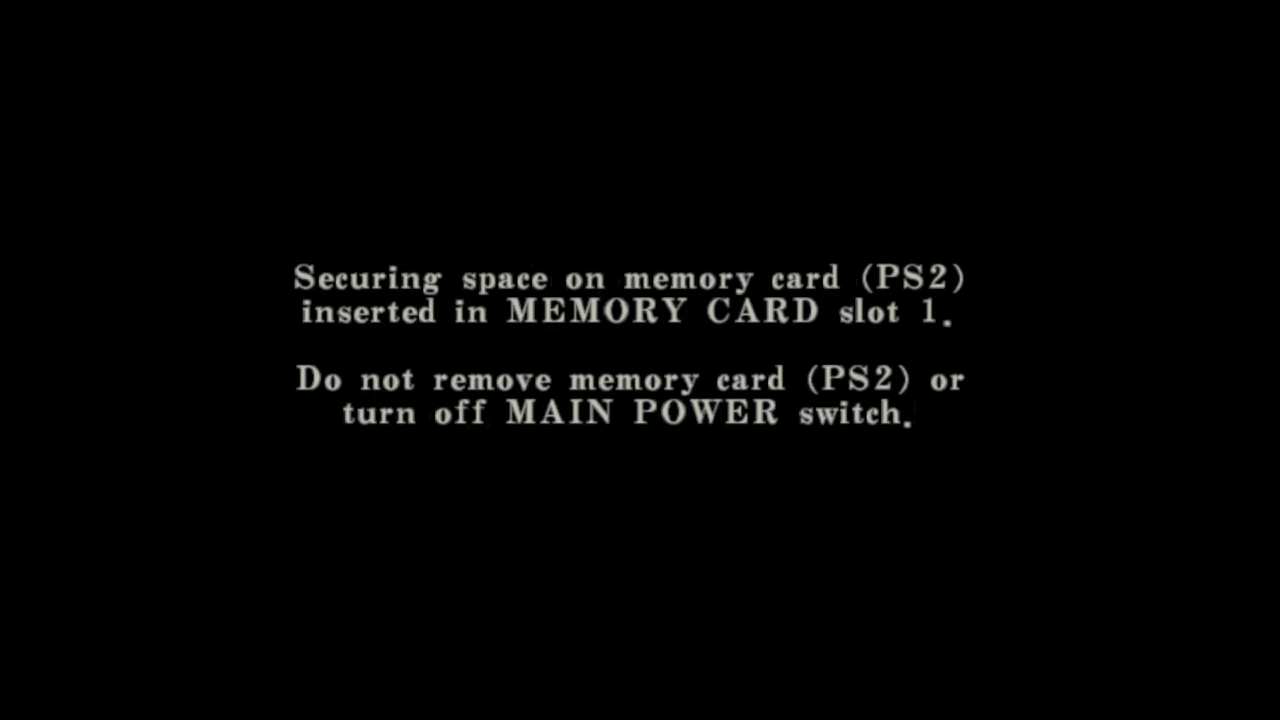 Securing space on memory card (PS2)
inserted in MEMORY CARD slot 1.
Do not remove memory card (PS2) or
turn off MAIN POWER switch.